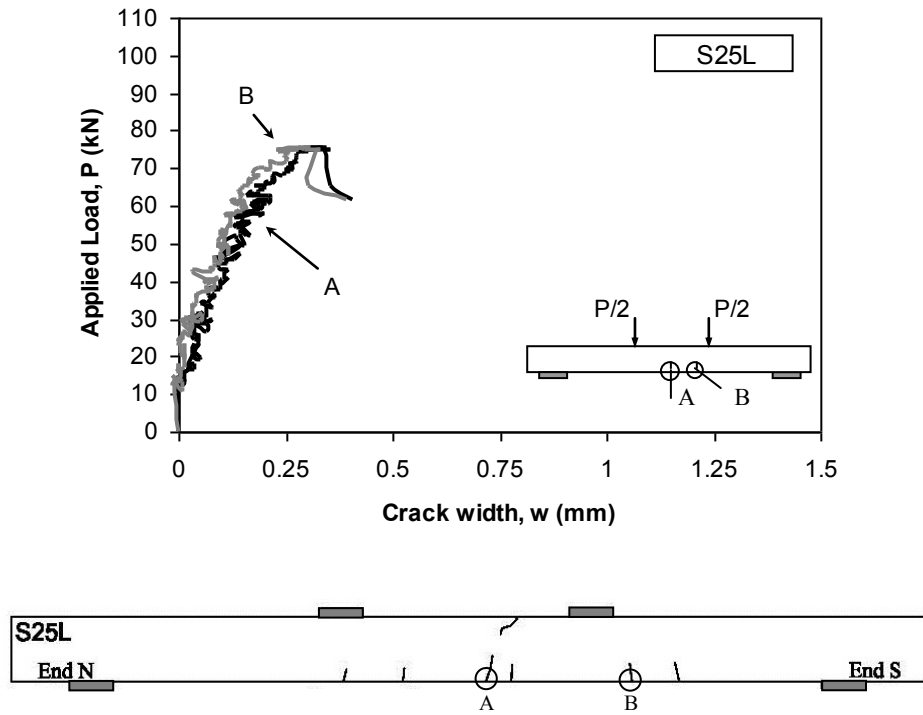 110
100
90
80
70
60
50
40
30
20
10
0
Applied Load, P (kN)
S25L
B
A
P/2 P/2
A B
0 0.25 0.5 0.75 1 1.25 1.5
Crack width, w (mm)
S25L
End N End S
A B